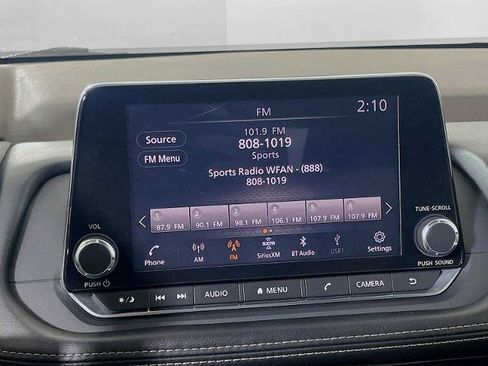 FM
2:10
Source
FM Menu
101.9 FM
808-1019
Sports
Sports Radio WFAN - (888)
808-1019
1 2 3 4 5 6
87.9 FM 90.1 FM 98.1 FM 106.1 FM 107.9 FM 107.9 FM
VOL
TUNE·SCROLL
Phone
AM
FM
sxm
SiriusXM
BT Audio
USB1
Settings
PUSH
PUSH SOUND
AUDIO
MENU
CAMERA